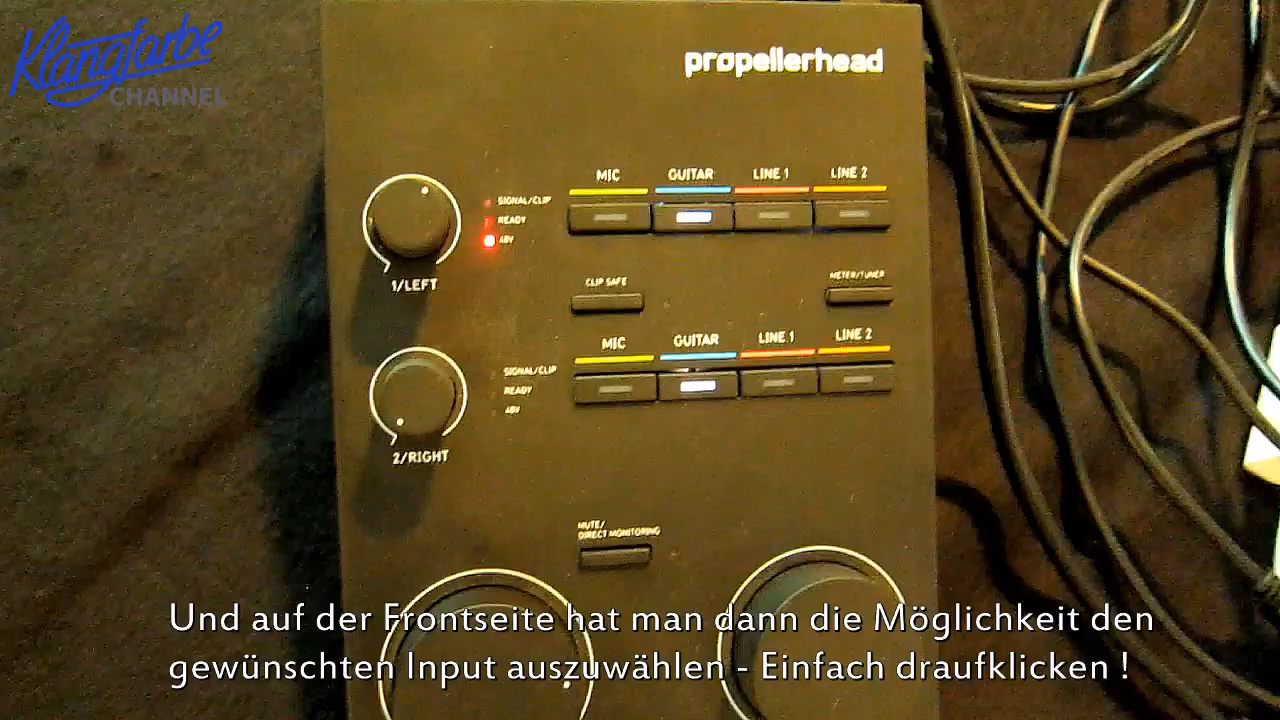 Klangfarbe
CHANNEL
propellerhead
MIC GUITAR LINE 1 LINE 2
SIGNAL/CLIP
READY
48V
1/LEFT
CLIP SAFE
METER/TUNER
MIC GUITAR LINE 1 LINE 2
SIGNAL/CLIP
READY
48V
2/RIGHT
MUTE/
DIRECT MONITORING
Und auf der Frontseite hat man dann die Möglichkeit den
gewünschten Input auszuwählen - Einfach draufklicken !